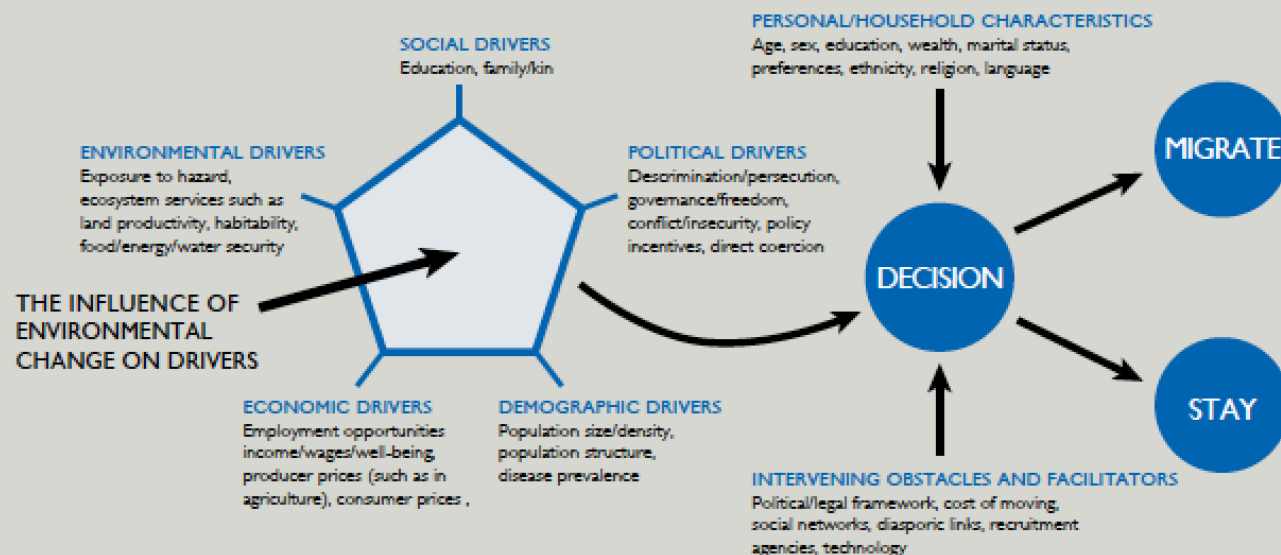 SOCIAL DRIVERS
Education, family/kin
ENVIRONMENTAL DRIVERS
Exposure to hazard,
ecosystem services such as
land productivity, habitability,
food/energy/water security
POLITICAL DRIVERS
Descrimination/persecution,
governance/freedom,
conflict/insecurity, policy
incentives, direct coercion
THE INFLUENCE OF
ENVIRONMENTAL
CHANGE ON DRIVERS
ECONOMIC DRIVERS
Employment opportunities
income/wages/well-being,
producer prices (such as in
agriculture), consumer prices ,
DEMOGRAPHIC DRIVERS
Population size/density,
population structure,
disease prevalence
PERSONAL/HOUSEHOLD CHARACTERISTICS
Age, sex, education, wealth, marital status,
preferences, ethnicity, religion, language
DECISION
MIGRATE
STAY
INTERVENING OBSTACLES AND FACILITATORS
Political/legal framework, cost of moving,
social networks, diasporic links, recruitment
agencies, technology